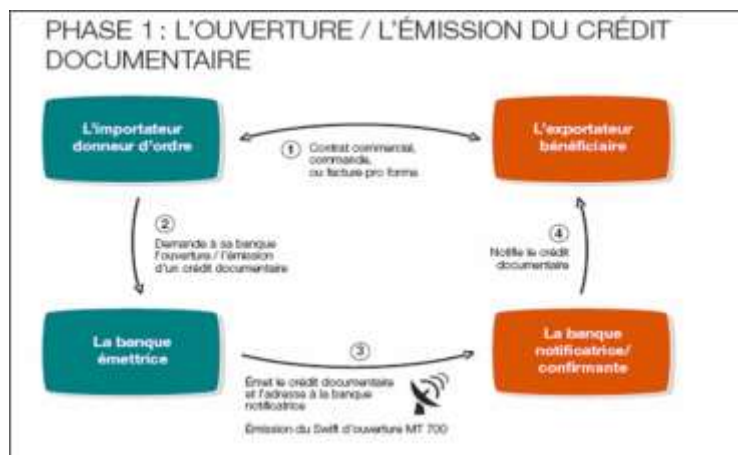 PHASE 1 : L'OUVERTURE / L'ÉMISSION DU CRÉDIT
DOCUMENTAIRE
L'importateur
donneur d'ordre
L'exportateur
bénéficiaire
1 Contrat commercial,
commande,
ou facture pro forma
2
Demande à sa banque
l'ouverture / l'émission
d'un crédit documentaire
4
Notifie le crédit
documentaire
La banque
émettrice
La banque
notificatrice/
confirmante
3
Émet le crédit documentaire
et l'adresse à la banque
notificatrice
Émission du Swift d'ouverture MT 700